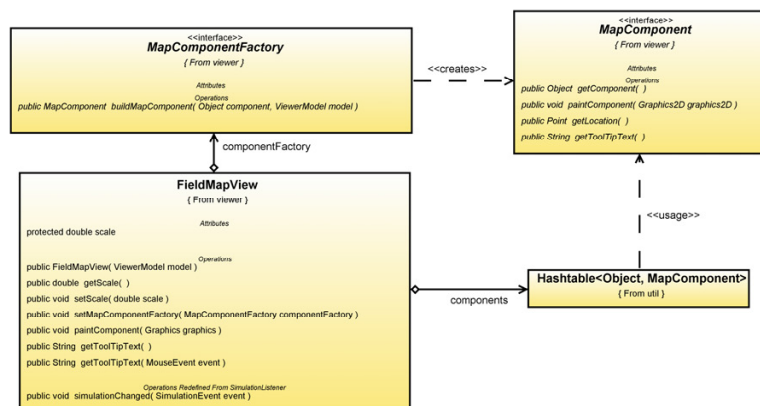 <<interface>>
MapComponentFactory
{ From viewer }
Attributes
Operations
public MapComponent buildMapComponent( Object component, ViewerModel model )
<<creates>>
<<interface>>
MapComponent
{ From viewer }
Attributes
Operations
public Object getComponent( )
public void paintComponent( Graphics2D graphics2D )
public Point getLocation( )
public String getToolTipText( )
componentFactory
FieldMapView
{ From viewer }
Attributes
protected double scale
Operations
public FieldMapView( ViewerModel model )
public double getScale( )
public void setScale( double scale )
public void setMapComponentFactory( MapComponentFactory componentFactory )
public void paintComponent( Graphics graphics )
public String getToolTipText( )
public String getToolTipText( MouseEvent event )
Operations Redefined From SimulationListener
public void simulationChanged( SimulationEvent event )
<<usage>>
components
Hashtable<Object, MapComponent>
{ From util }